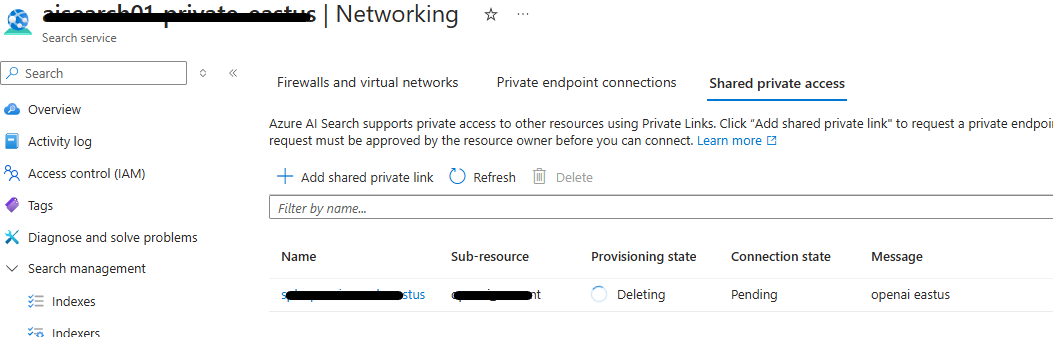 | Networking
Search service
Search
Firewalls and virtual networks Private endpoint connections Shared private access
Overview
Azure AI Search supports private access to other resources using Private Links. Click "Add shared private link" to request a private endpoin
Activity log
request must be approved by the resource owner before you can connect. Learn more
Access control (IAM)
Add shared private link Refresh Delete
Tags
Filter by name...
Diagnose and solve problems
Name Sub-resource Provisioning state Connection state Message
Search management
Indexes
stus nt Deleting Pending openai eastus
Indexers